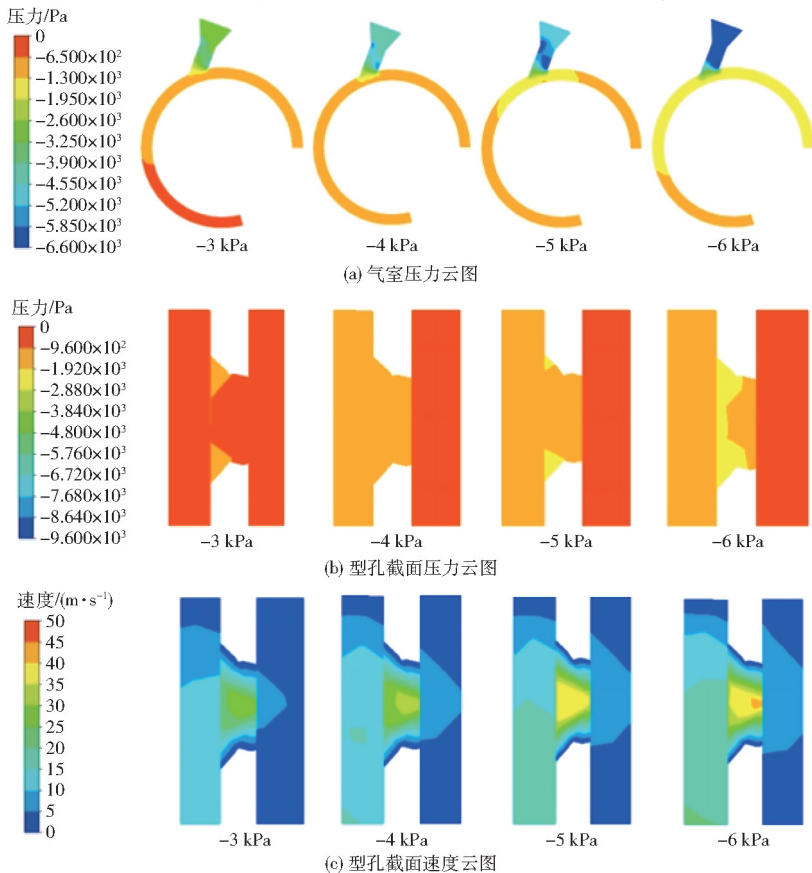 压力/Pa
0
−6.500×10²
−1.300×10³
−1.950×10³
−2.600×10³
−3.250×10³
−3.900×10³
−4.550×10³
−5.200×10³
−5.850×10³
−6.600×10³
−3 kPa
−4 kPa
−5 kPa
−6 kPa
(a) 气室压力云图
压力/Pa
0
−9.600×10²
−1.920×10³
−2.880×10³
−3.840×10³
−4.800×10³
−5.760×10³
−6.720×10³
−7.680×10³
−8.640×10³
−9.600×10³
−3 kPa
−4 kPa
−5 kPa
−6 kPa
(b) 型孔截面压力云图
速度/(m·s⁻¹)
50
45
40
35
30
25
20
15
10
5
0
−3 kPa
−4 kPa
−5 kPa
−6 kPa
(c) 型孔截面速度云图